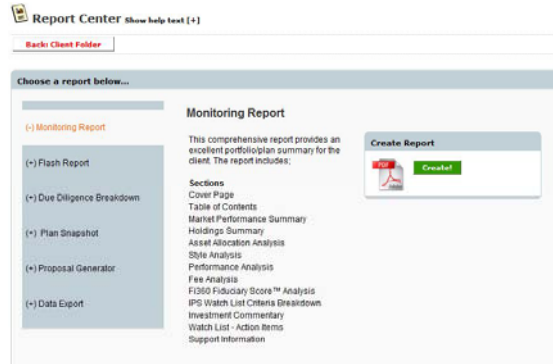 Report Center Show help text [+]
Back: Client Folder
Choose a report below...
(-) Monitoring Report
(+) Flash Report
(+) Due Diligence Breakdown
(+) Plan Snapshot
(+) Proposal Generator
(+) Data Export
Monitoring Report
This comprehensive report provides an
excellent portfolio/plan summary for the
client. The report includes;
Sections
Cover Page
Table of Contents
Market Performance Summary
Holdings Summary
Asset Allocation Analysis
Style Analysis
Performance Analysis
Fee Analysis
Fi360 Fiduciary Score™ Analysis
IPS Watch List Criteria Breakdown
Investment Commentary
Watch List - Action Items
Support Information
Create Report
PDF
Create!